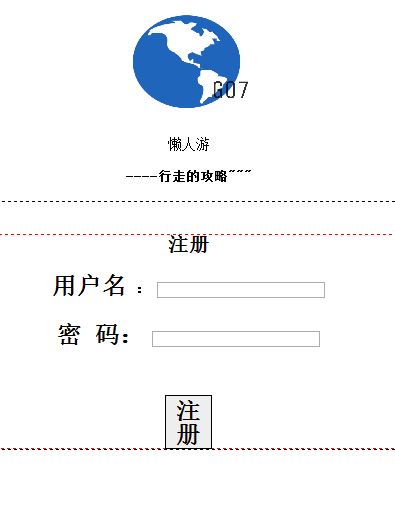 GO7
懒人游
----行走的攻略~~~
注册
用户名 ：
密 码：
注
册